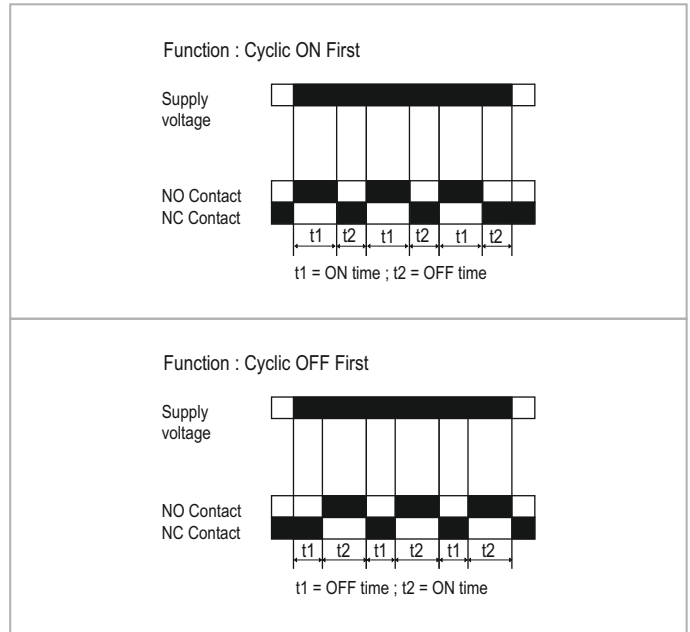 Function : Cyclic ON First
Supply
voltage
NO Contact
NC Contact
t1 t2 t1 t2 t1 t2
t1 = ON time ; t2 = OFF time
Function : Cyclic OFF First
Supply
voltage
NO Contact
NC Contact
t1 t2 t1 t2 t1 t2
t1 = OFF time ; t2 = ON time